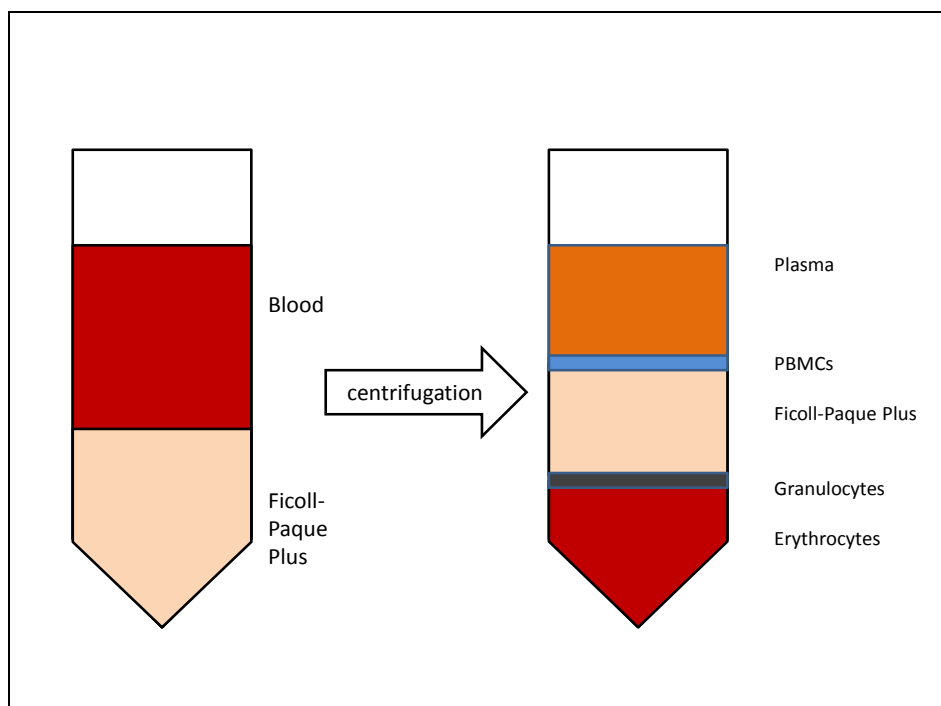 Blood
Ficoll-
Paque
Plus
centrifugation
Plasma
PBMCs
Ficoll-Paque Plus
Granulocytes
Erythrocytes